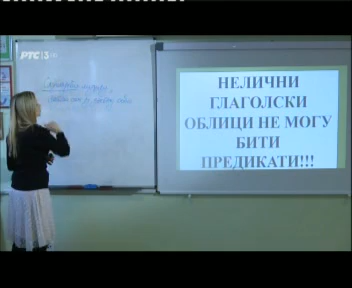 РТС 3
НЕЛИЧНИ
ГЛАГОЛСКИ
ОБЛИЦИ НЕ МОГУ
БИТИ
ПРЕДИКАТИ!!!